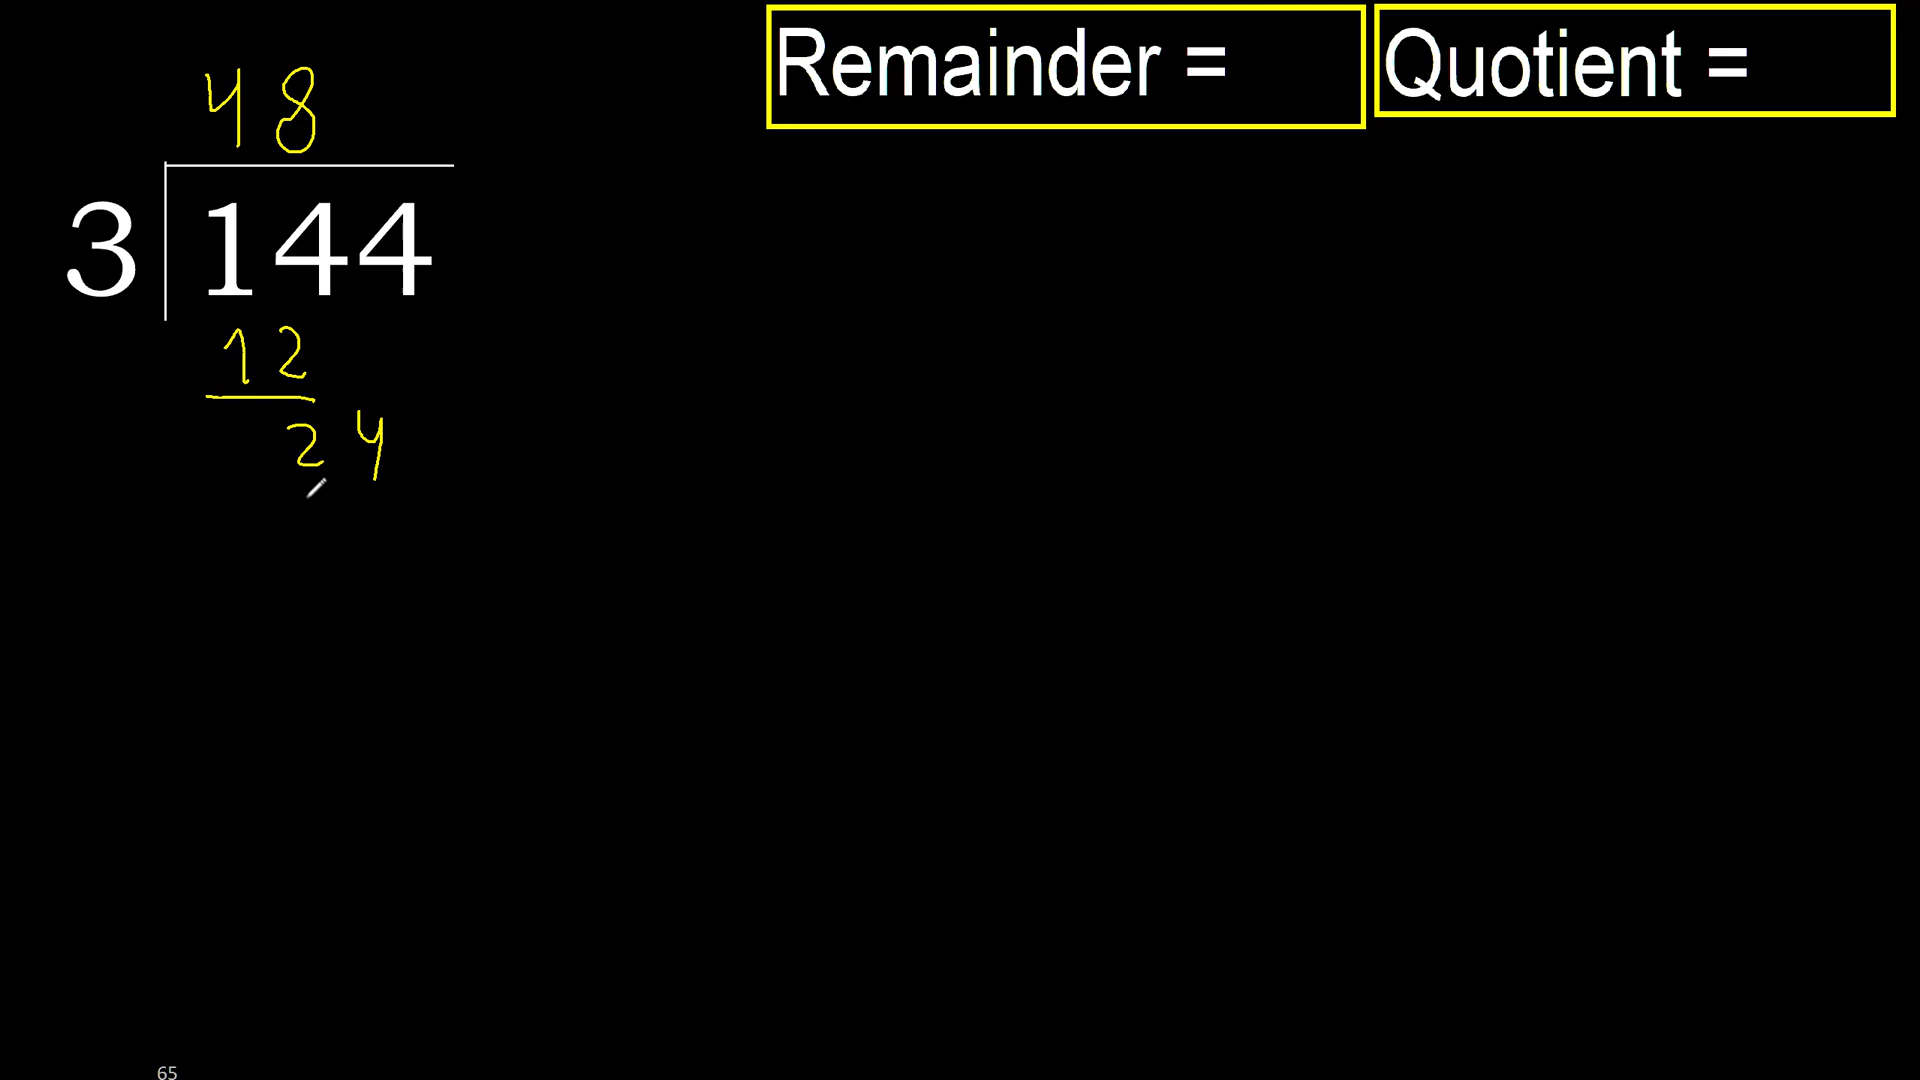 Remainder =
Quotient =
48
3 144
12
24
65